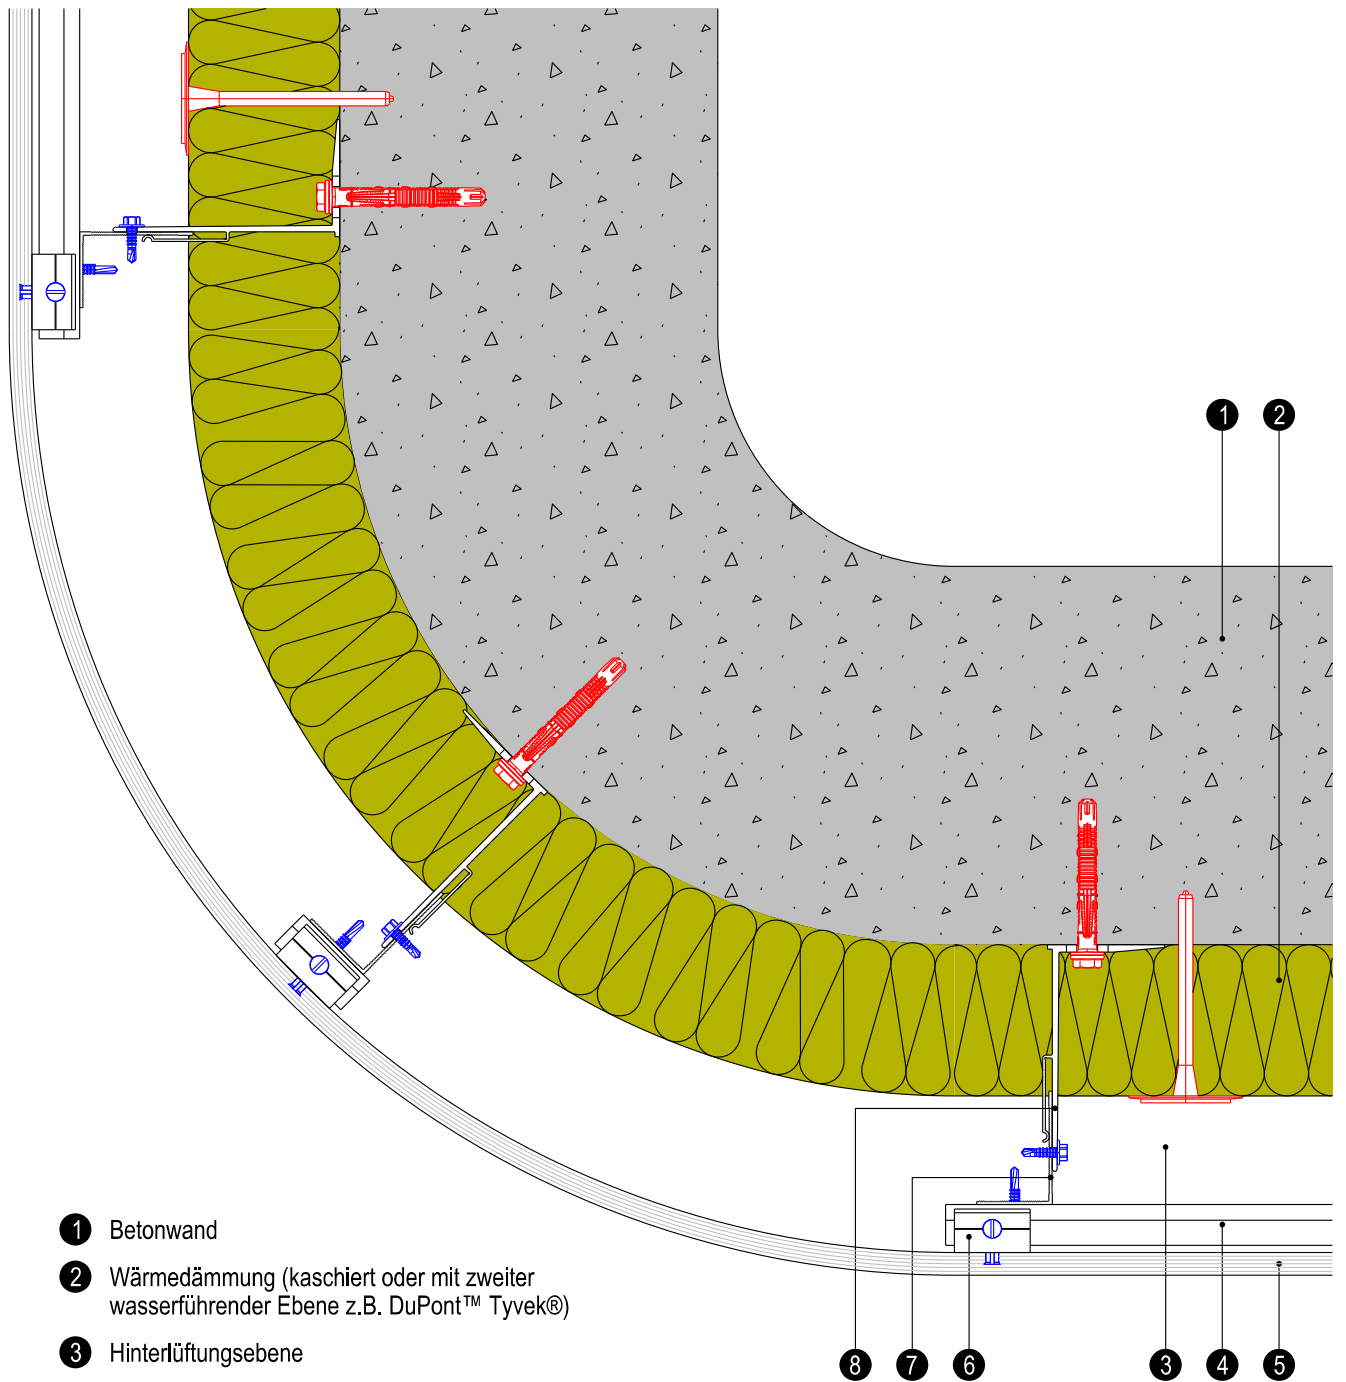 1 2
1 Betonwand
2 Wärmedämmung (kaschiert oder mit zweiter
wasserführender Ebene z.B. DuPont™ Tyvek®)
3 Hinterlüftungsebene
8 7 6 3 4 5